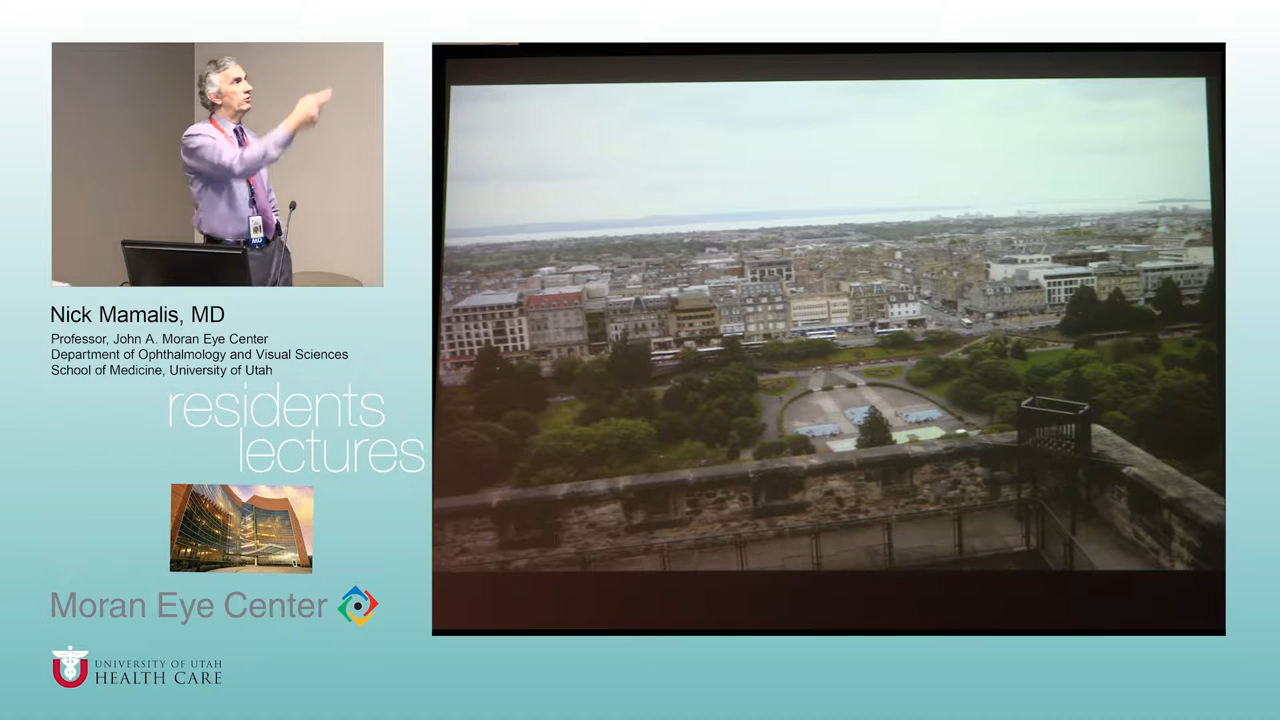 Nick Mamalis, MD
Professor, John A. Moran Eye Center
Department of Ophthalmology and Visual Sciences
School of Medicine, University of Utah
residents
lectures
Moran Eye Center
UNIVERSITY OF UTAH
HEALTH CARE
MD